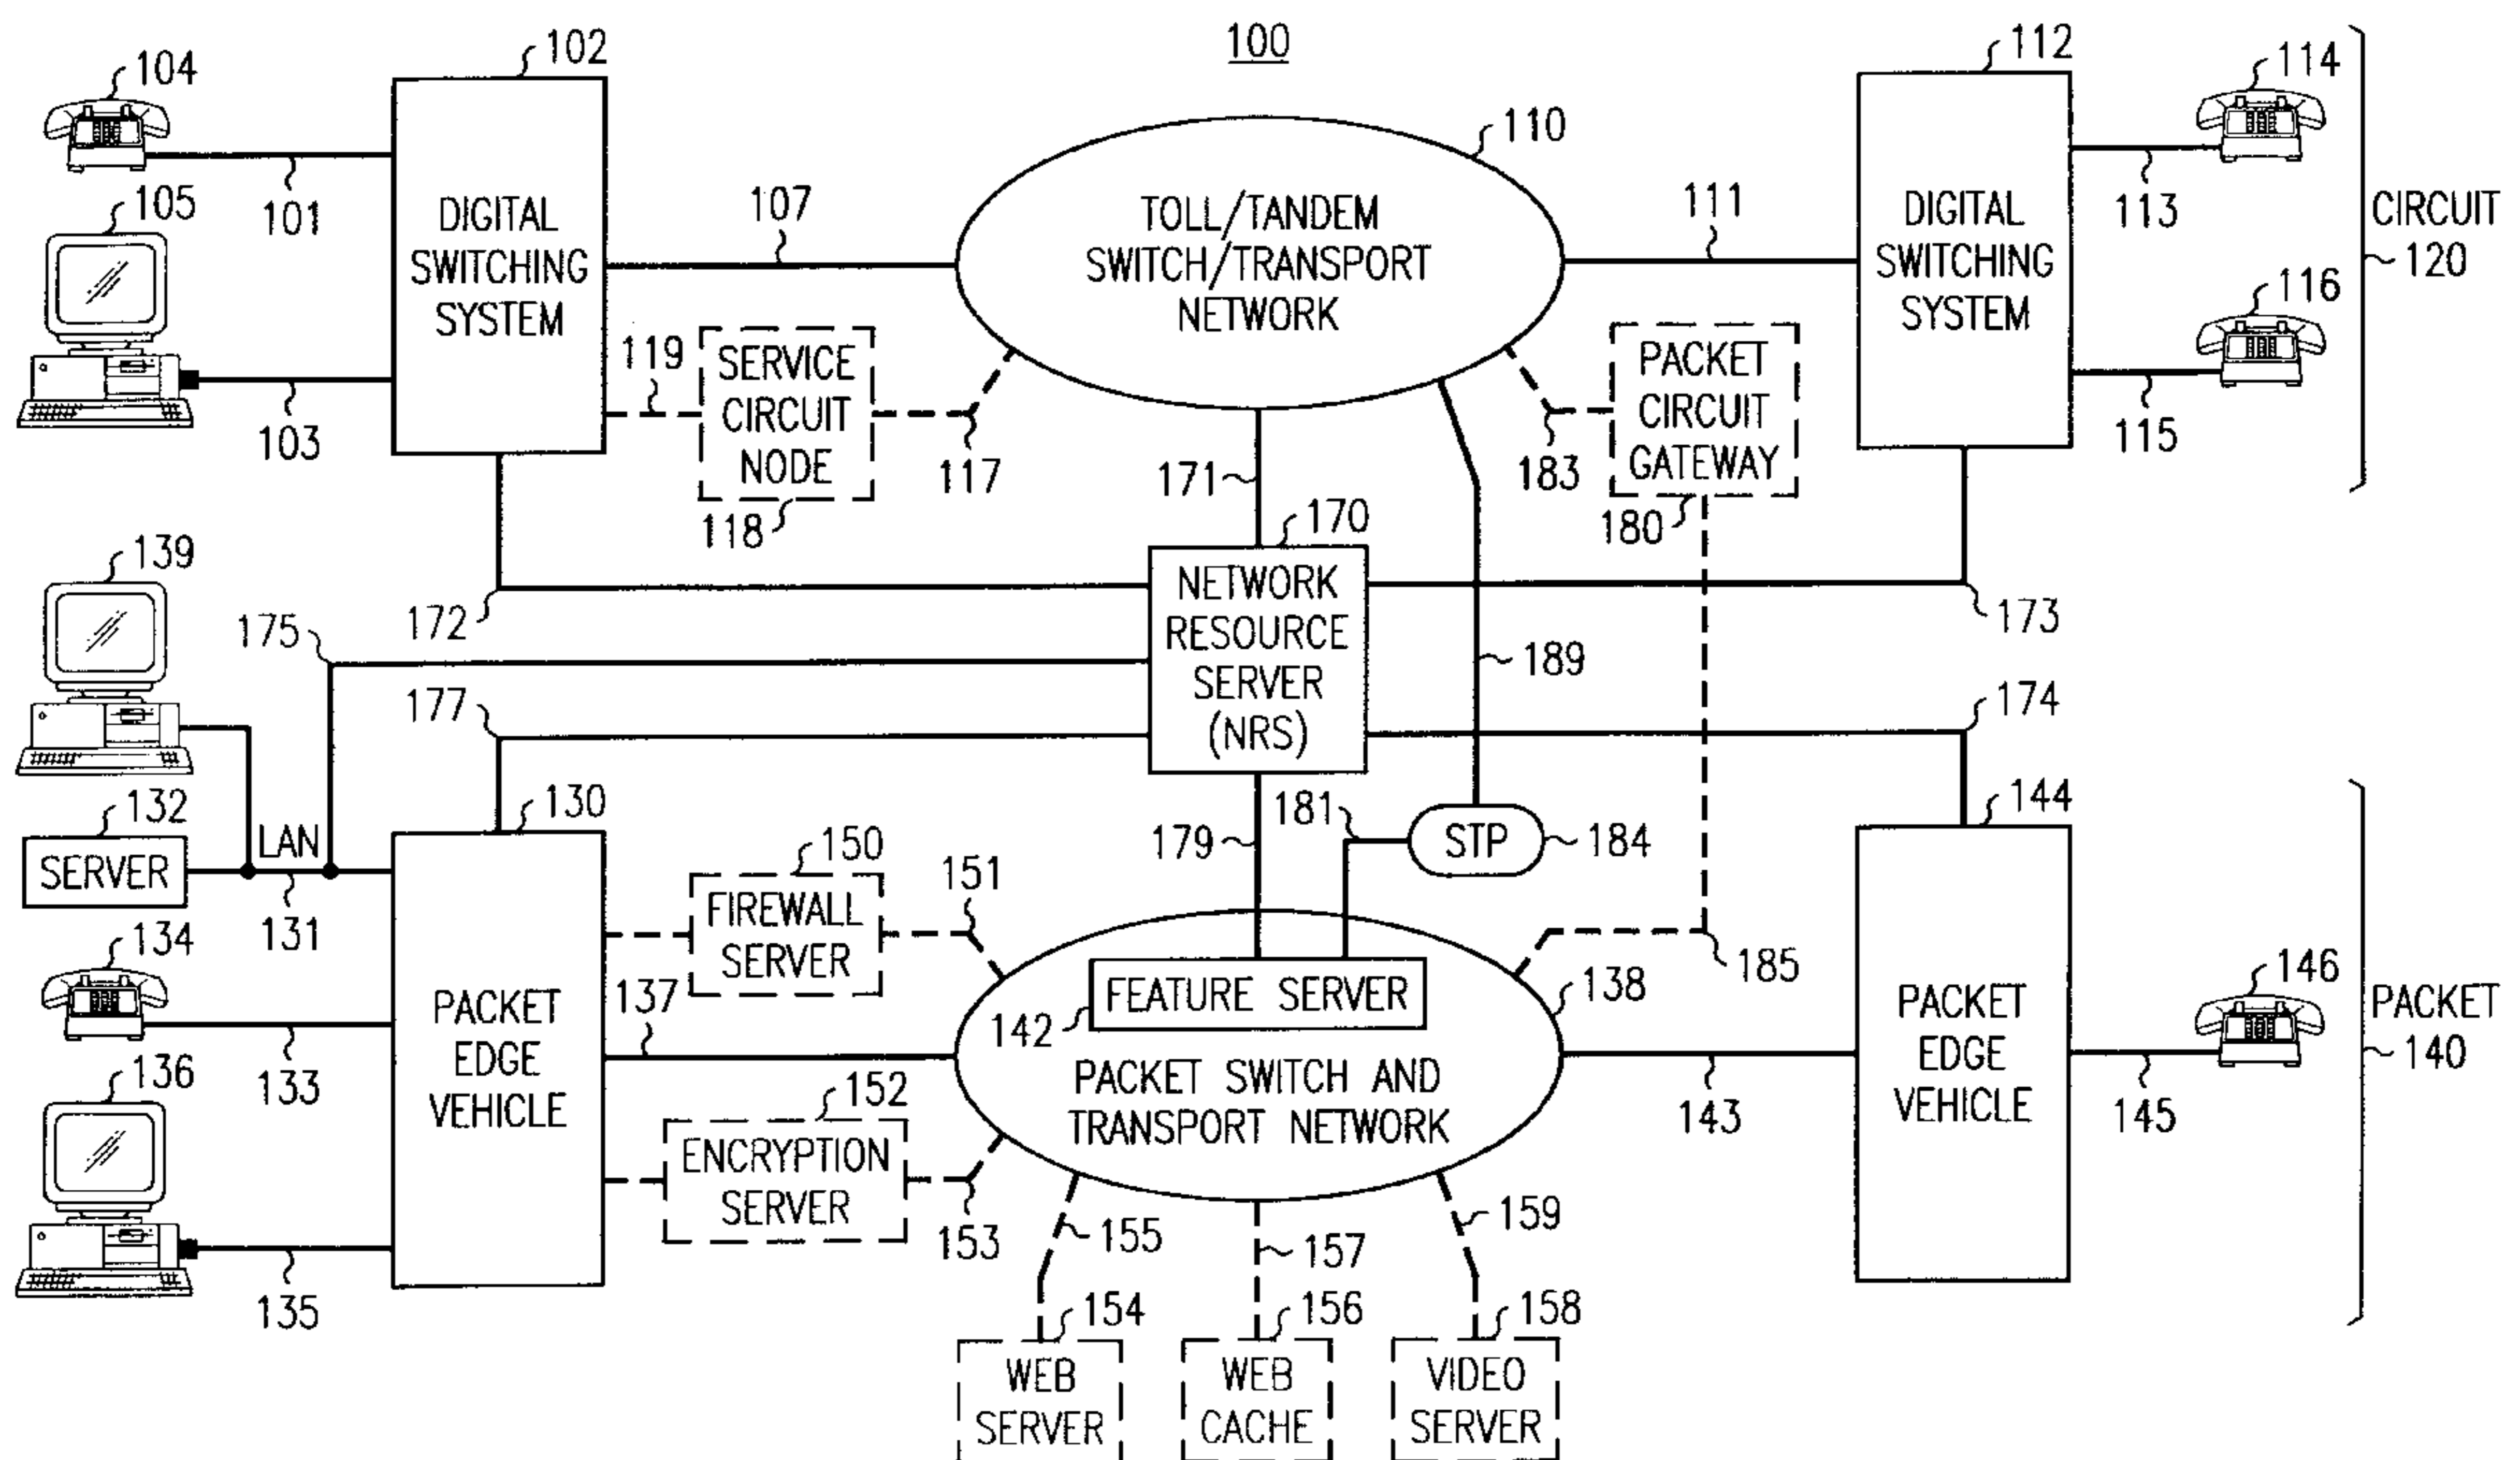 100
102
104
101
105
103
DIGITAL
SWITCHING
SYSTEM
107
110
TOLL/TANDEM
SWITCH/TRANSPORT
NETWORK
111
112
DIGITAL
SWITCHING
SYSTEM
114
113
116
115
CIRCUIT
120
119
SERVICE
CIRCUIT
NODE
118
117
171
183
PACKET
CIRCUIT
GATEWAY
180
170
NETWORK
RESOURCE
SERVER
(NRS)
172
173
175
177
189
174
139
132
SERVER
LAN
131
130
134
133
136
135
PACKET
EDGE
VEHICLE
150
FIREWALL
SERVER
151
137
152
ENCRYPTION
SERVER
153
179
181
STP
184
185
138
FEATURE SERVER
142
PACKET SWITCH AND
TRANSPORT NETWORK
143
144
PACKET
EDGE
VEHICLE
146
145
PACKET
140
155
157
159
154
WEB
SERVER
156
WEB
CACHE
158
VIDEO
SERVER